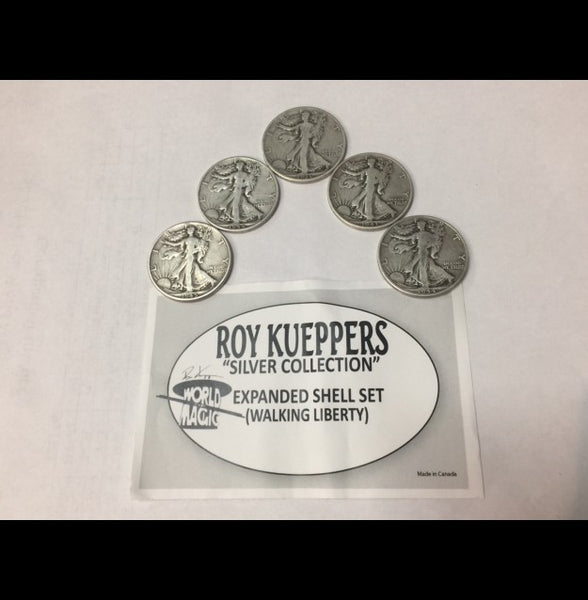 ROY KUEPPERS
"SILVER COLLECTION"
WORLD
MAGIC
EXPANDED SHELL SET
(WALKING LIBERTY)
Made in Canada